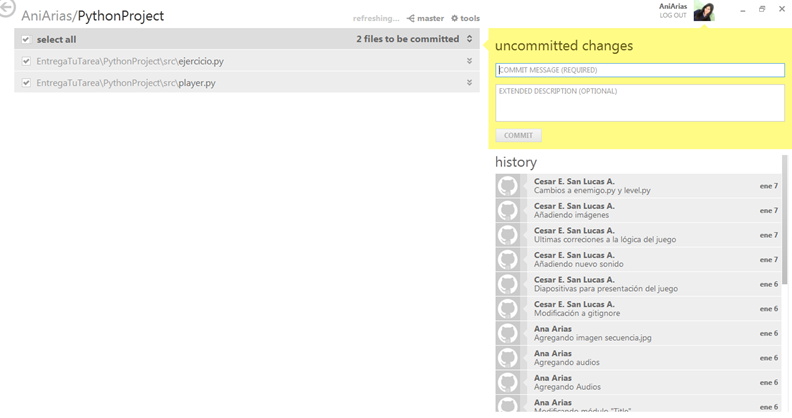 AniArias/PythonProject
refreshing...
master
tools
AniArias
LOG OUT
select all
2 files to be committed
EntregaTuTarea\PythonProject\src\ejercicio.py
EntregaTuTarea\PythonProject\src\player.py
uncommitted changes
COMMIT MESSAGE (REQUIRED)
EXTENDED DESCRIPTION (OPTIONAL)
COMMIT
history
Cesar E. San Lucas A.
Cambios a enemigo.py y level.py
ene 7
Cesar E. San Lucas A.
Añadiendo imágenes
ene 7
Cesar E. San Lucas A.
Ultimas correciones a la lógica del juego
ene 7
Cesar E. San Lucas A.
Añadiendo nuevo sonido
ene 7
Cesar E. San Lucas A.
Diapositivas para presentación del juego
ene 6
Cesar E. San Lucas A.
Modificación a gitignore
ene 6
Ana Arias
Agregando imagen secuencia.jpg
ene 6
Ana Arias
Agregando audios
ene 6
Ana Arias
Agregando Audios
ene 6
Ana Arias
Modificando módulo "Title"
ene 6